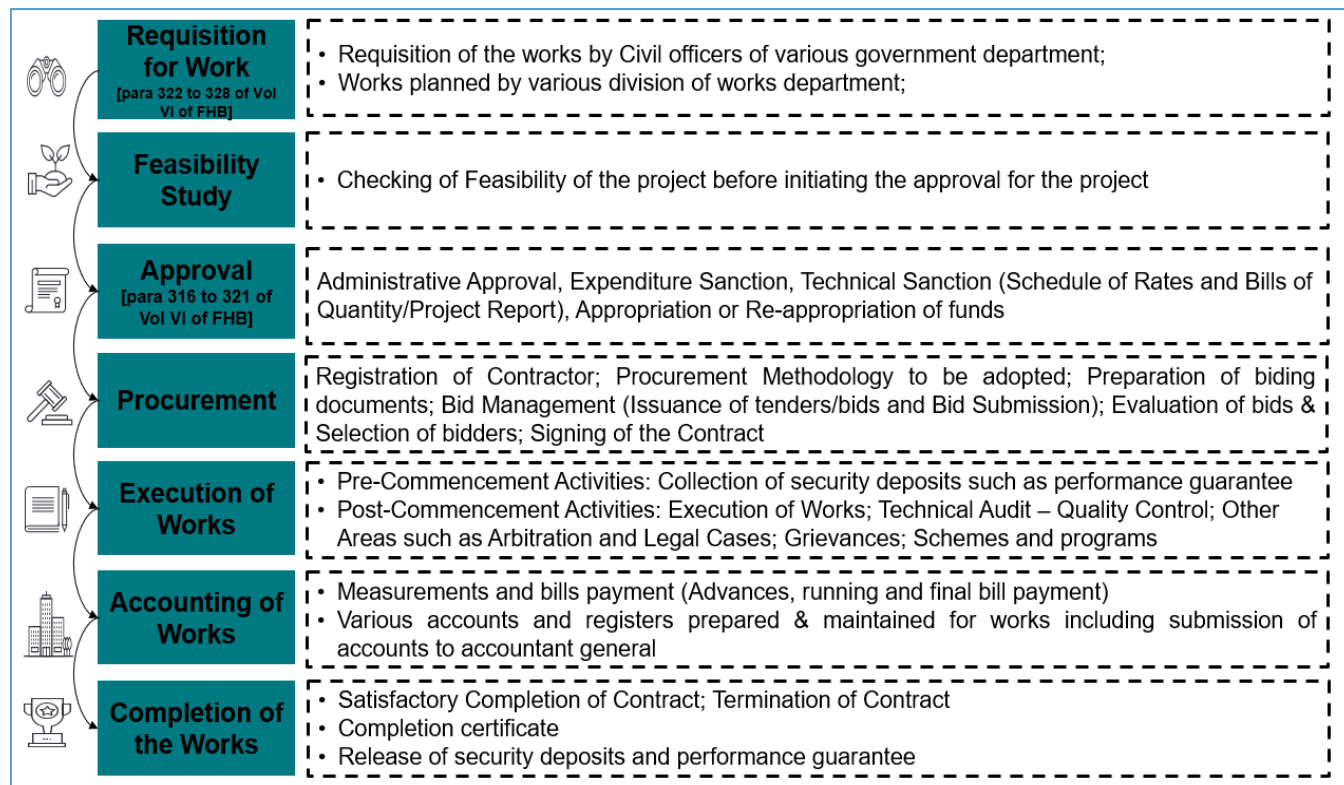 Requisition
for Work
[para 322 to 328 of Vol
VI of FHB]
• Requisition of the works by Civil officers of various government department;
• Works planned by various division of works department;
Feasibility
Study
• Checking of Feasibility of the project before initiating the approval for the project
Approval
[para 316 to 321 of
Vol VI of FHB]
Administrative Approval, Expenditure Sanction, Technical Sanction (Schedule of Rates and Bills of
Quantity/Project Report), Appropriation or Re-appropriation of funds
Procurement
Registration of Contractor; Procurement Methodology to be adopted; Preparation of biding
documents; Bid Management (Issuance of tenders/bids and Bid Submission); Evaluation of bids &
Selection of bidders; Signing of the Contract
Execution of
Works
• Pre-Commencement Activities: Collection of security deposits such as performance guarantee
• Post-Commencement Activities: Execution of Works; Technical Audit – Quality Control; Other
Areas such as Arbitration and Legal Cases; Grievances; Schemes and programs
Accounting of
Works
• Measurements and bills payment (Advances, running and final bill payment)
• Various accounts and registers prepared & maintained for works including submission of
accounts to accountant general
Completion of
the Works
• Satisfactory Completion of Contract; Termination of Contract
• Completion certificate
• Release of security deposits and performance guarantee